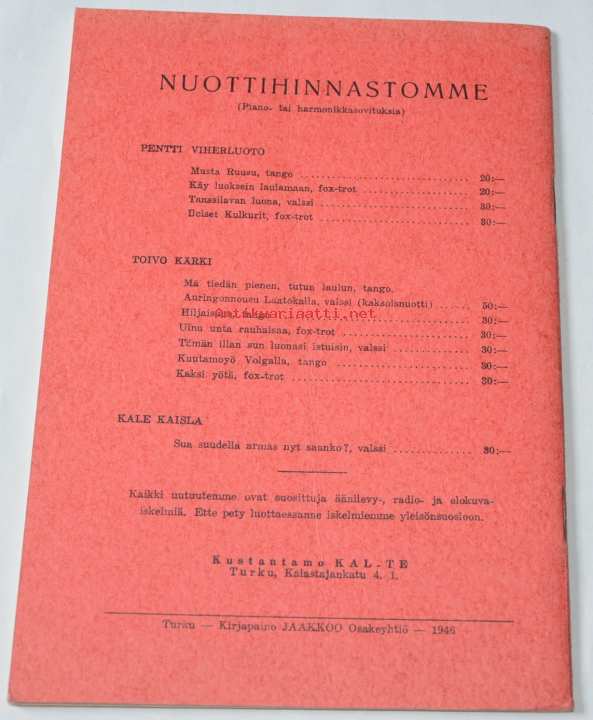 NUOTTIHINNASTOMME
(Piano- tai harmonikkasovituksia)
PENTTI VIHERLUOTO
Musta Ruusu, tango .......... 20:—
Käy luoksein laulamaan, fox-trot .......... 20:—
Tanssilavan luona, valssi .......... 30:—
Iloiset Kulkurit, fox-trot .......... 30:—
TOIVO KÄRKI
Mä tiedän pienen, tutun laulun, tango.
Auringonnousu Laatokalla, valssi (kaksoisnuotti) ...... 50:—
Hiljaisuus, tango .......... 30:—
Uinu unta rauhaisaa, fox-trot .......... 30:—
Tämän illan sun luonasi istuisin, valssi .......... 30:—
Kuutamoyö Volgalla, tango .......... 30:—
Kaksi yötä, fox-trot .......... 30:—
antikvariaatti.net
KALE KAISLA
Sua suudella armas nyt saanko?, valssi .......... 30:—
Kaikki uutuutemme ovat suosittuja äänilevy-, radio- ja elokuva-
iskelmiä. Ette pety luottaessanne iskelmiemme yleisönsuosioon.
Kustantamo KAL-TE
Turku, Kalastajankatu 4. 1.
Turku — Kirjapaino JAAKKOO Osakeyhtiö — 1946